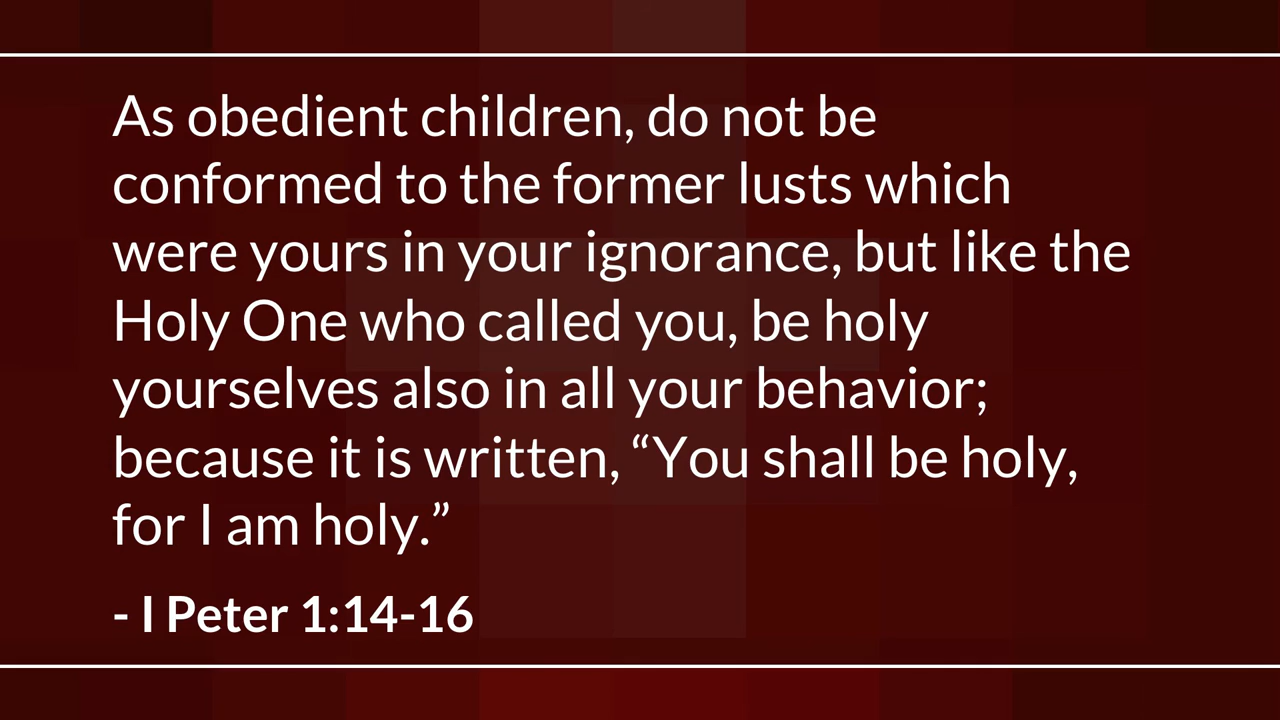 As obedient children, do not be
conformed to the former lusts which
were yours in your ignorance, but like the
Holy One who called you, be holy
yourselves also in all your behavior;
because it is written, “You shall be holy,
for I am holy.”
- I Peter 1:14-16